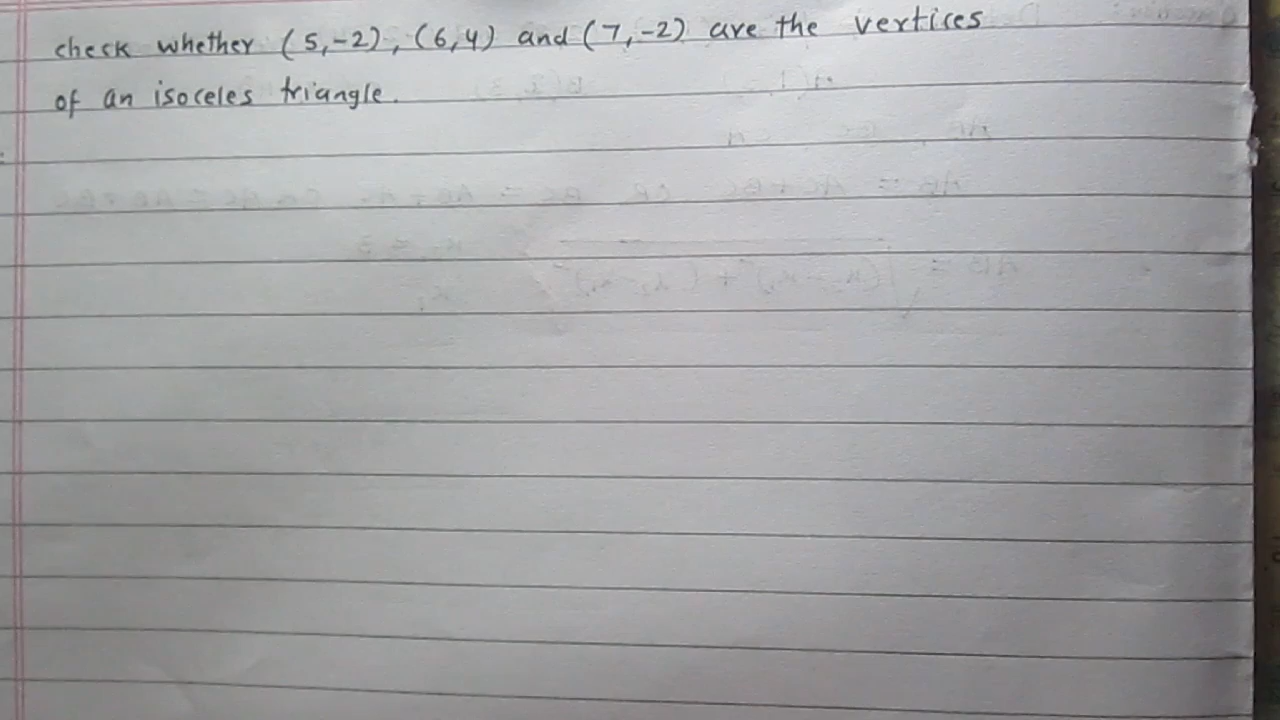 check whether (5,-2), (6,4) and (7,-2) are the vertices
of an isoceles triangle.